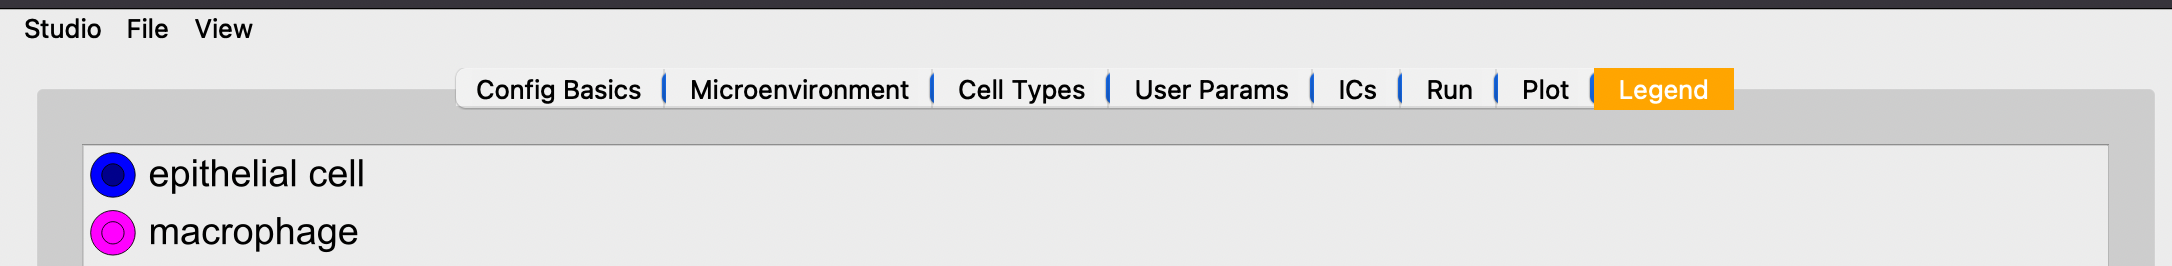 Studio File View
Config Basics Microenvironment Cell Types User Params ICs Run Plot Legend
epithelial cell
macrophage